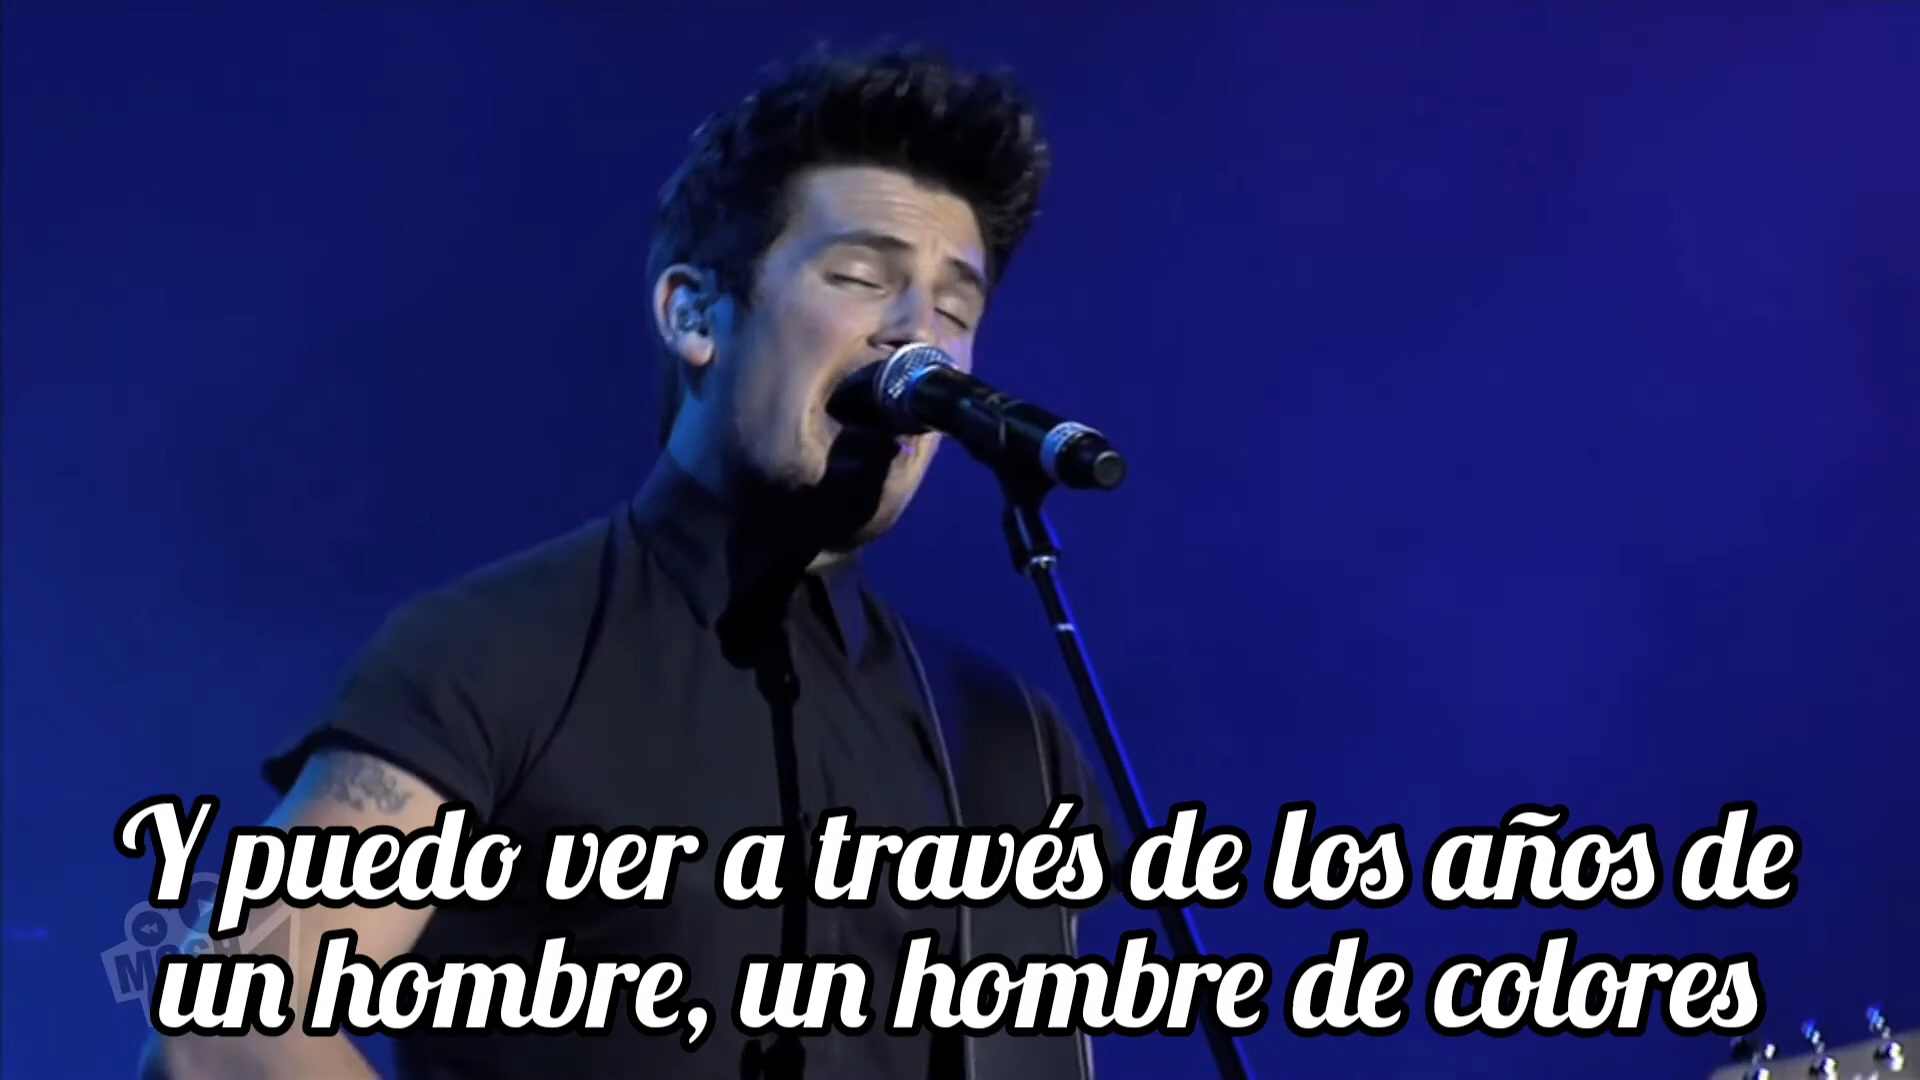 Y puedo ver a través de los años de
un hombre, un hombre de colores